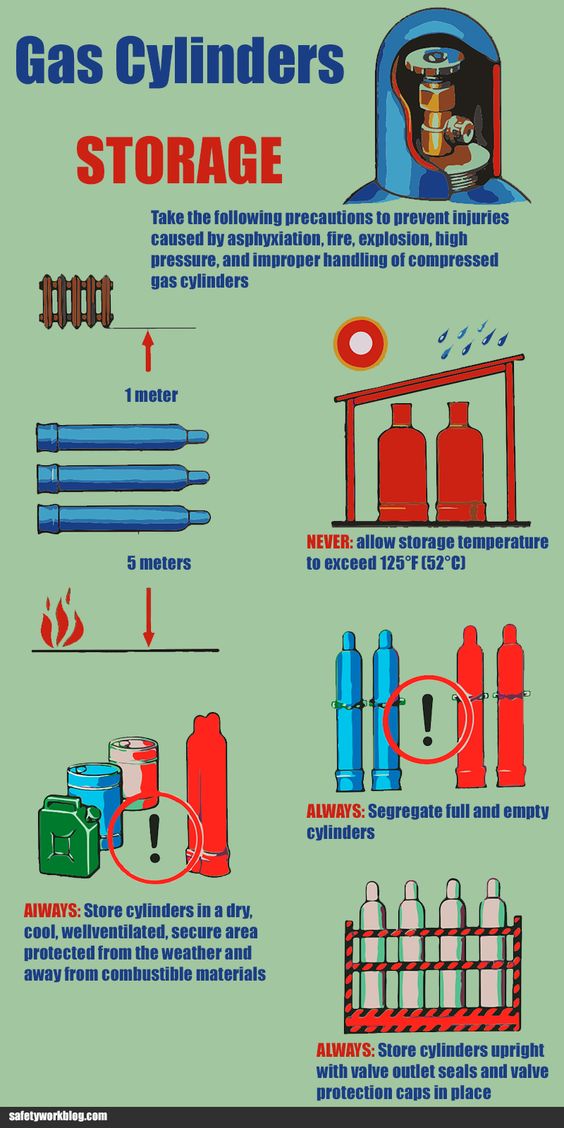 Gas Cylinders
STORAGE
Take the following precautions to prevent injuries
caused by asphyxiation, fire, explosion, high
pressure, and improper handling of compressed
gas cylinders
1 meter
5 meters
NEVER: allow storage temperature
to exceed 125°F (52°C)
!
ALWAYS: Segregate full and empty
cylinders
!
AlWAYS: Store cylinders in a dry,
cool, wellventilated, secure area
protected from the weather and
away from combustible materials
ALWAYS: Store cylinders upright
with valve outlet seals and valve
protection caps in place
safetyworkblog.com